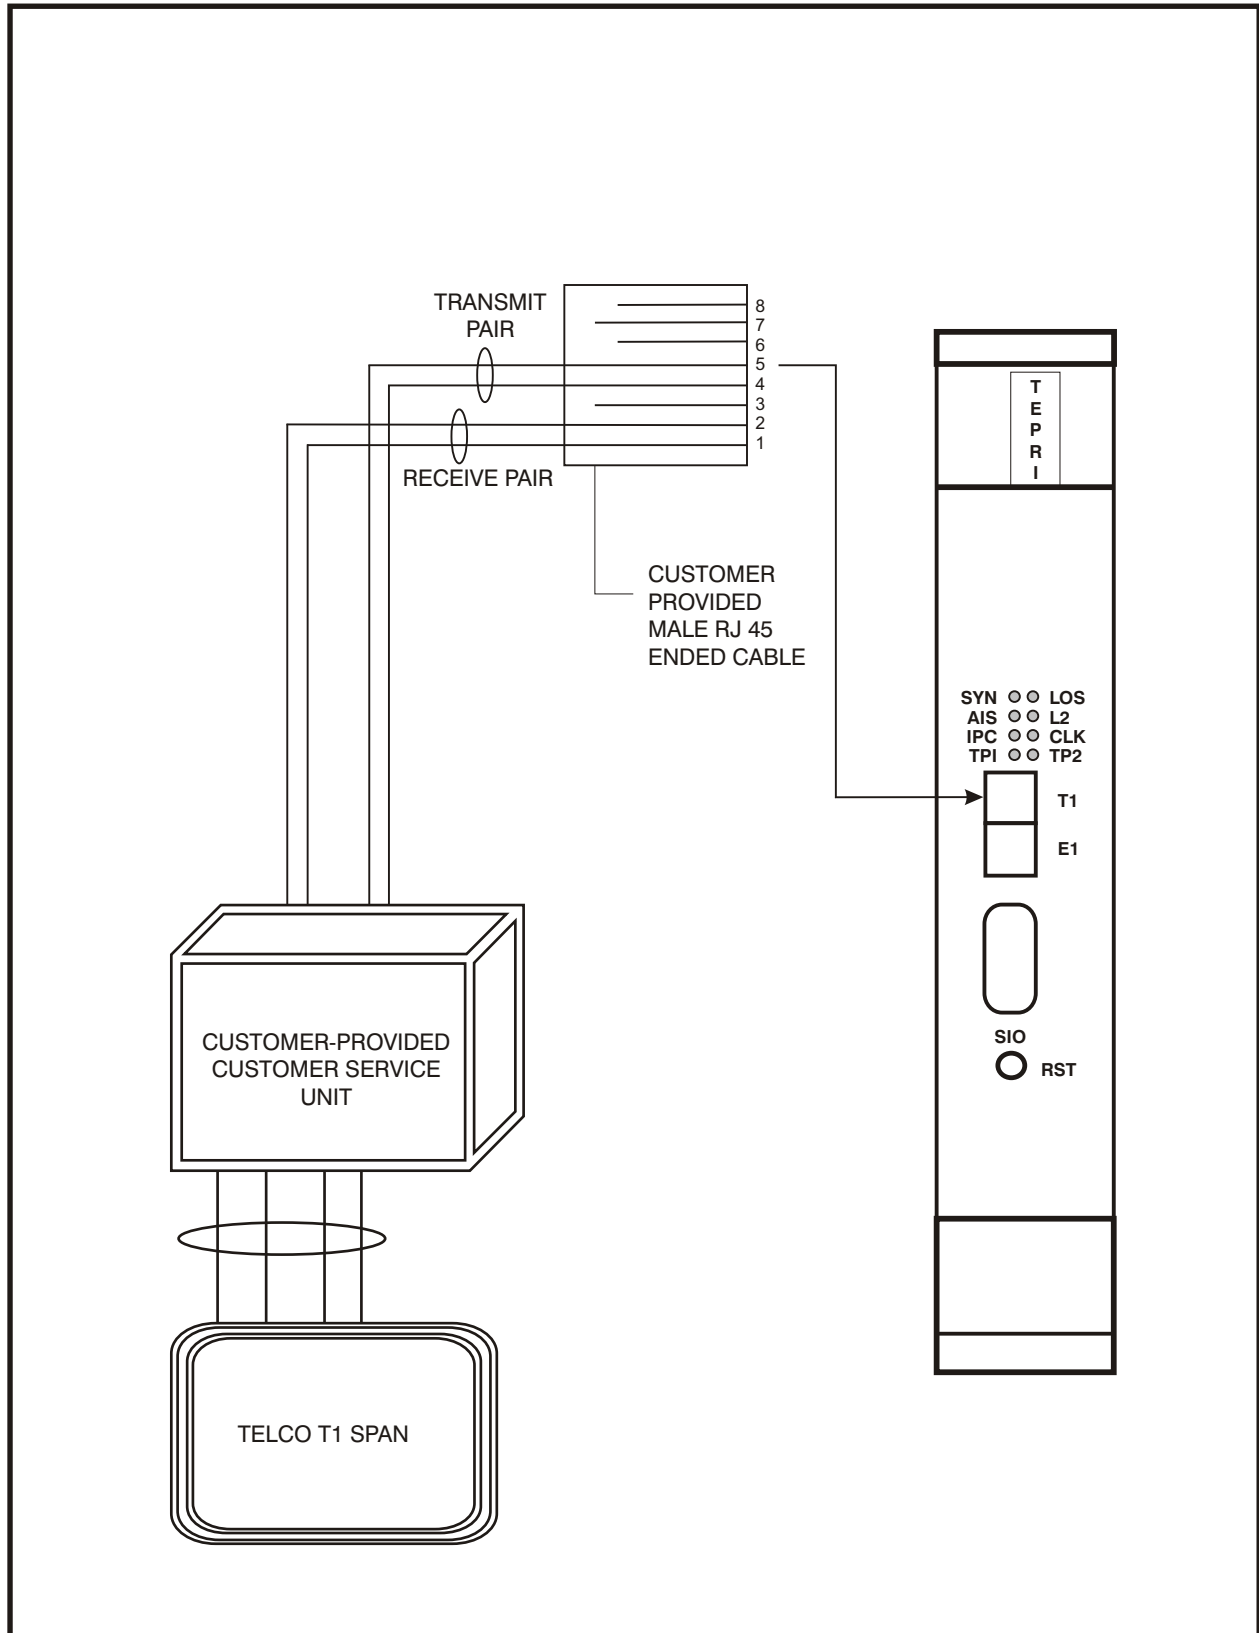 TRANSMIT
PAIR
8
7
6
5
4
3
2
1
RECEIVE PAIR
CUSTOMER
PROVIDED
MALE RJ 45
ENDED CABLE
T
E
P
R
I
SYN LOS
AIS L2
IPC CLK
TPI TP2
T1
E1
SIO
RST
CUSTOMER-PROVIDED
CUSTOMER SERVICE
UNIT
TELCO T1 SPAN